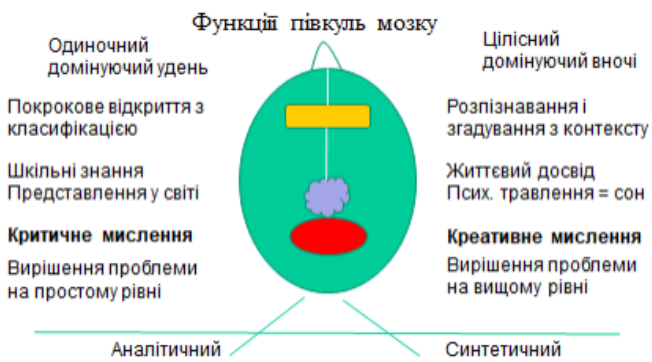 Функціїї півкуль мозку
Одиночний
домінуючий удень
Покрокове відкриття з
класифікацією
Шкільні знання
Представлення у світі
Критичне мислення
Вирішення проблеми
на простому рівні
Аналітичний
Цілісний
домінуючий вночі
Розпізнавання і
згадування з контексту
Життєвий досвід
Псих. травлення = сон
Креативне мислення
Вирішення проблеми
на вищому рівні
Синтетичний